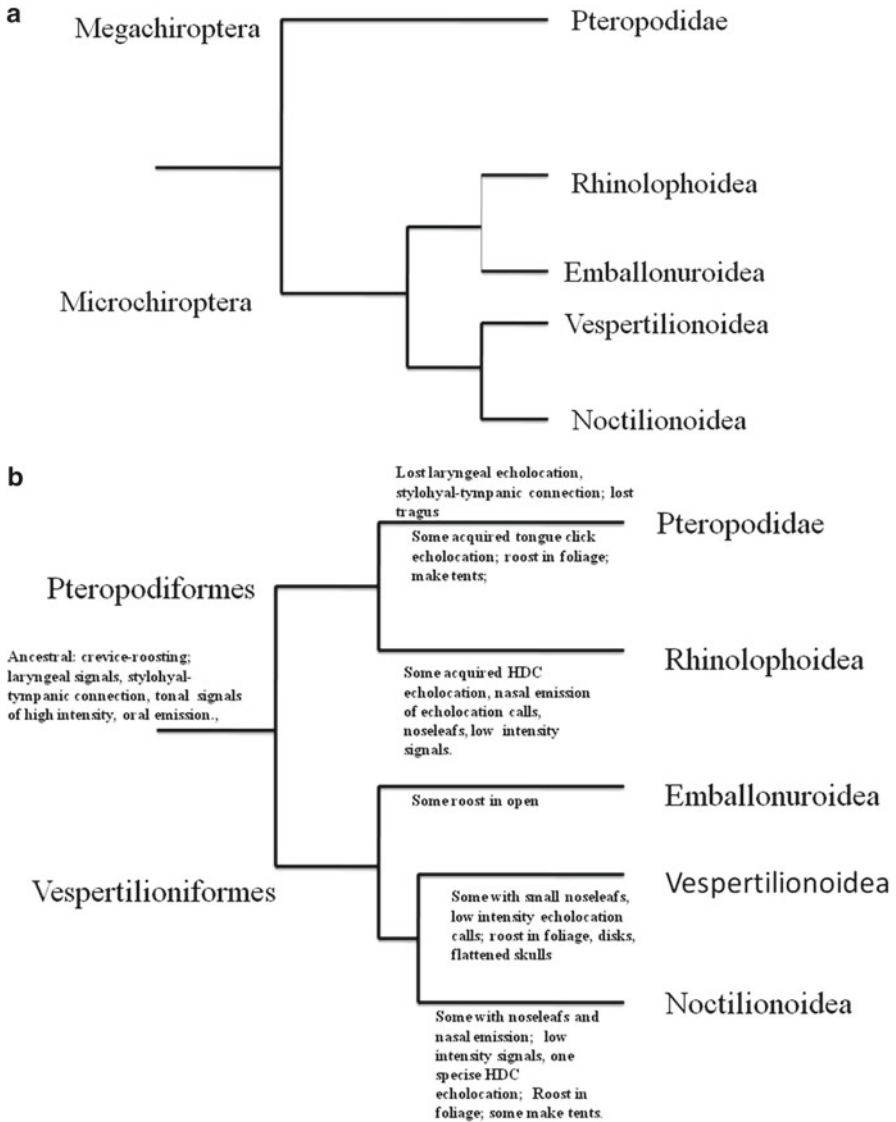 a
Megachiroptera
Pteropodidae
Rhinolophoidea
Emballonuroidea
Microchiroptera
Vespertilionoidea
Noctilionoidea
b
Lost laryngeal echolocation,
stylohyal-tympanic connection; lost
tragus
Pteropodidae
Some acquired tongue click
echolocation; roost in foliage;
make tents;
Pteropodiformes
Ancestral: crevice-roosting;
laryngeal signals, stylohyal-
tympanic connection, tonal signals
of high intensity, oral emission.,
Rhinolophoidea
Some acquired HDC
echolocation, nasal emission
of echolocation calls,
noseleafs, low intensity
signals.
Emballonuroidea
Some roost in open
Vespertilioniformes
Vespertilionoidea
Some with small noseleafs,
low intensity echolocation
calls; roost in foliage, disks,
flattened skulls
Noctilionoidea
Some with noseleafs and
nasal emission; low
intensity signals, one
specise HDC
echolocation; Roost in
foliage; some make tents.